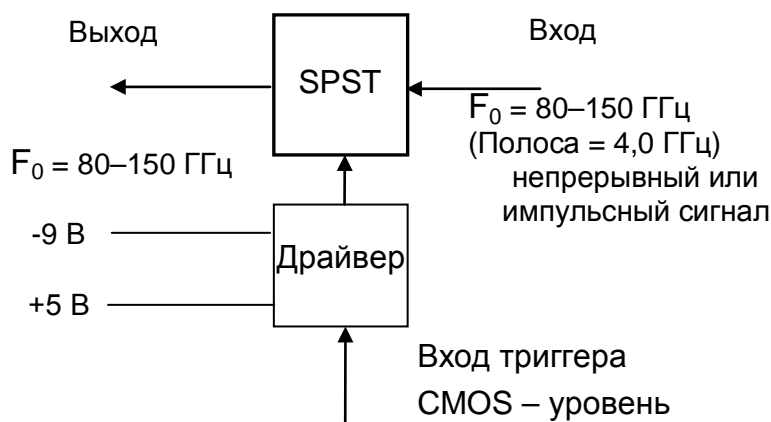 Выход
Вход
SPST
F₀ = 80–150 ГГц
(Полоса = 4,0 ГГц)
непрерывный или
импульсный сигнал
F₀ = 80–150 ГГц
-9 В
Драйвер
+5 В
Вход триггера
CMOS – уровень